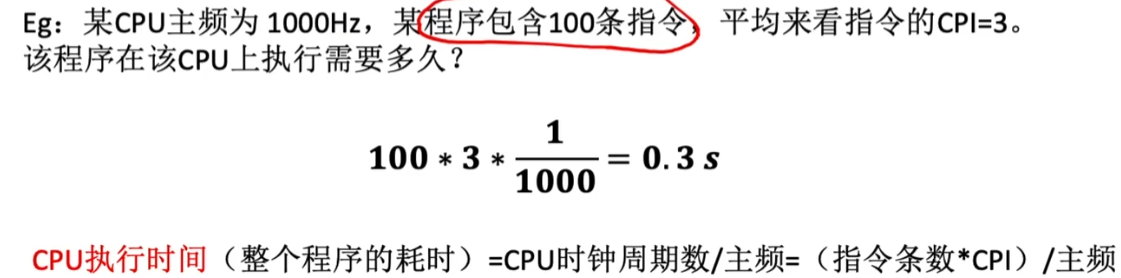 Eg：某CPU主频为 1000Hz，某程序包含100条指令， 平均来看指令的CPI=3。
该程序在该CPU上执行需要多久？
100 * 3 * 1/1000 = 0.3 s
CPU执行时间（整个程序的耗时）=CPU时钟周期数/主频=（指令条数*CPI）/主频